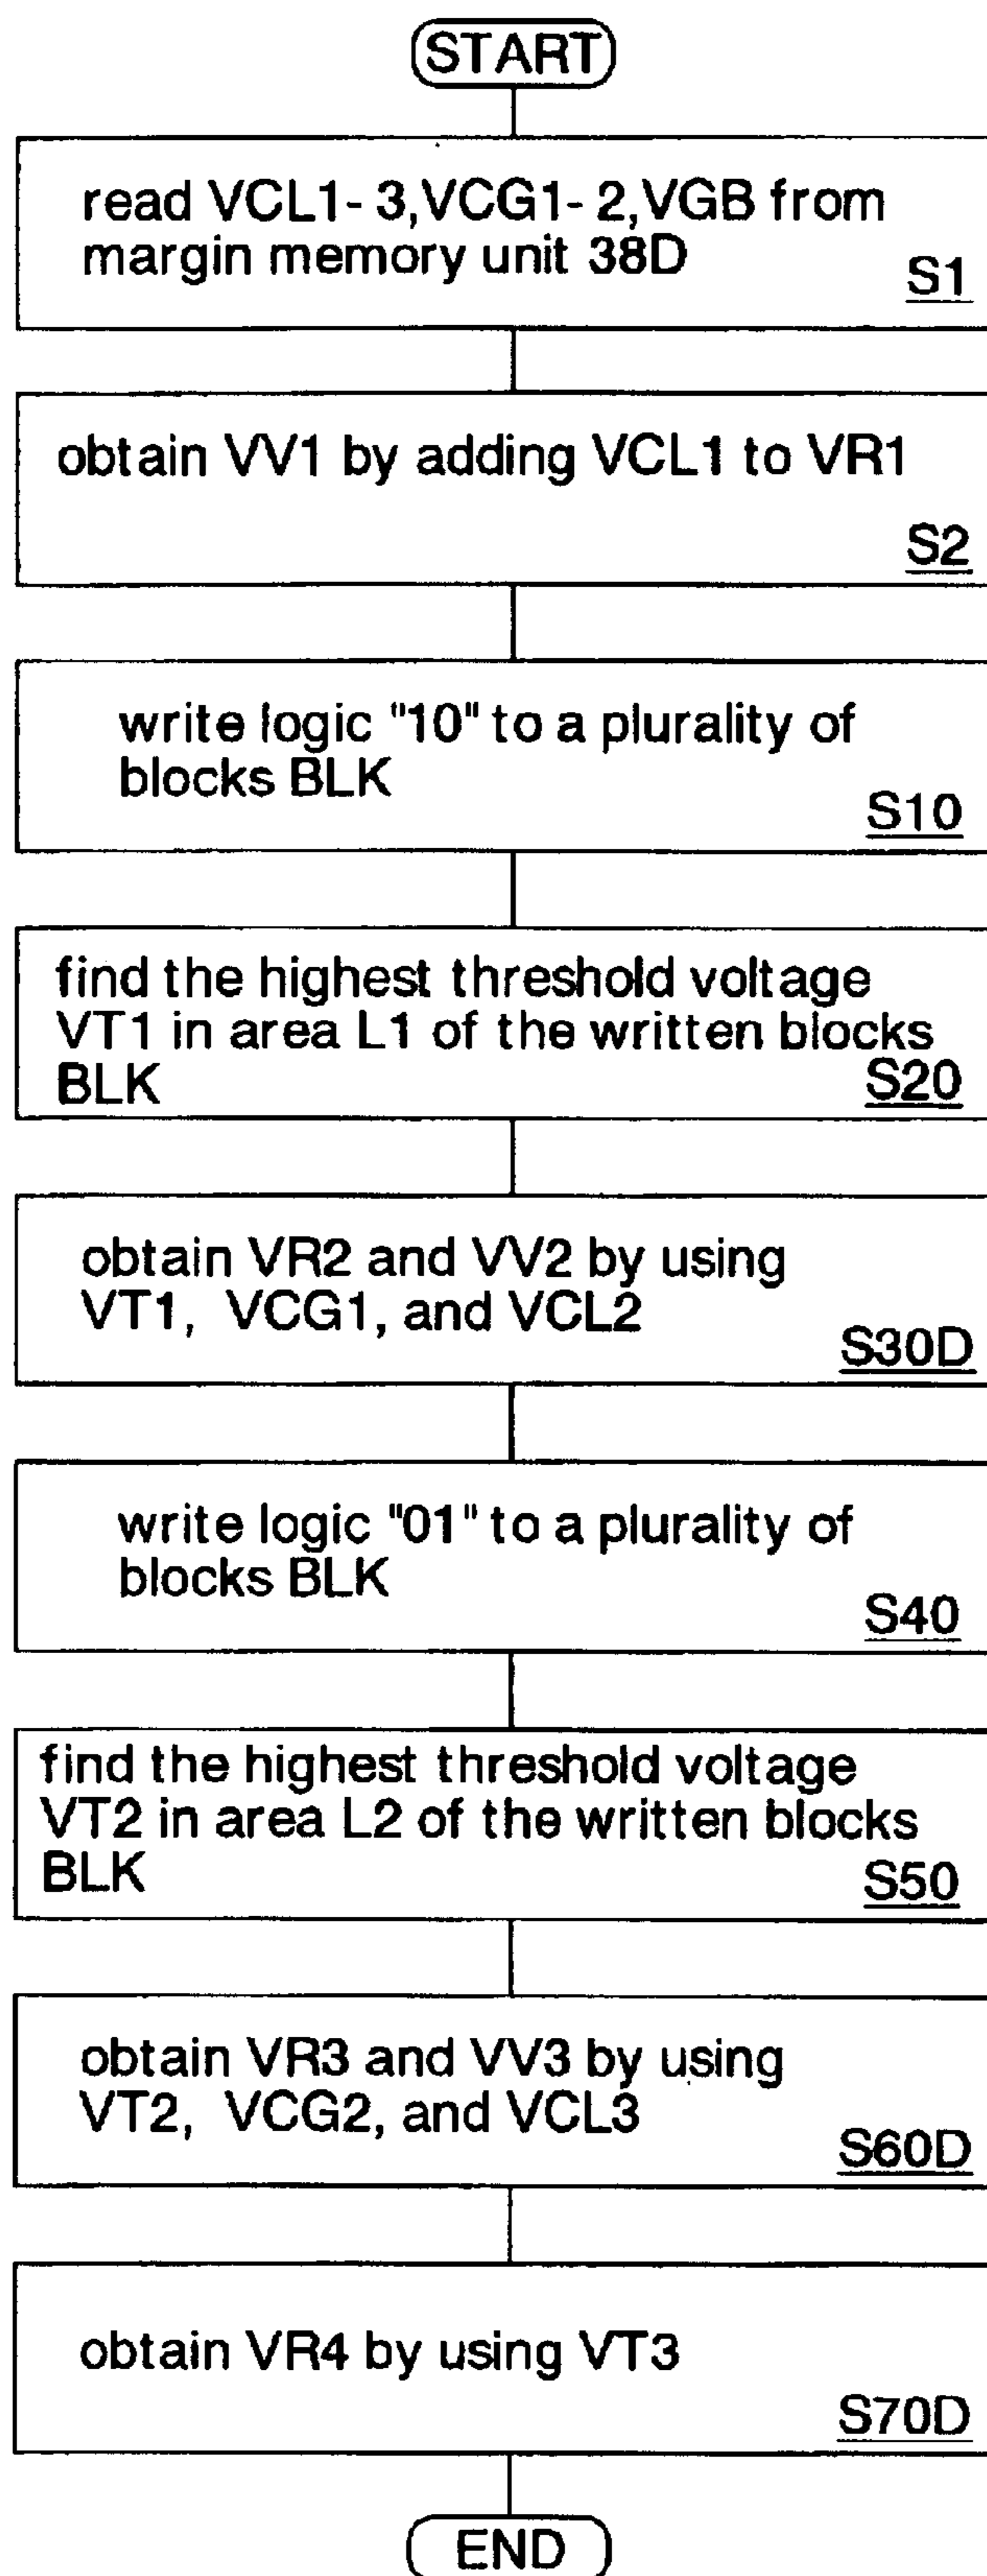 START
read VCL1-3,VCG1-2,VGB from
margin memory unit 38D
S1
obtain VV1 by adding VCL1 to VR1
S2
write logic "10" to a plurality of
blocks BLK
S10
find the highest threshold voltage
VT1 in area L1 of the written blocks
BLK
S20
obtain VR2 and VV2 by using
VT1, VCG1, and VCL2
S30D
write logic "01" to a plurality of
blocks BLK
S40
find the highest threshold voltage
VT2 in area L2 of the written blocks
BLK
S50
obtain VR3 and VV3 by using
VT2, VCG2, and VCL3
S60D
obtain VR4 by using VT3
S70D
END